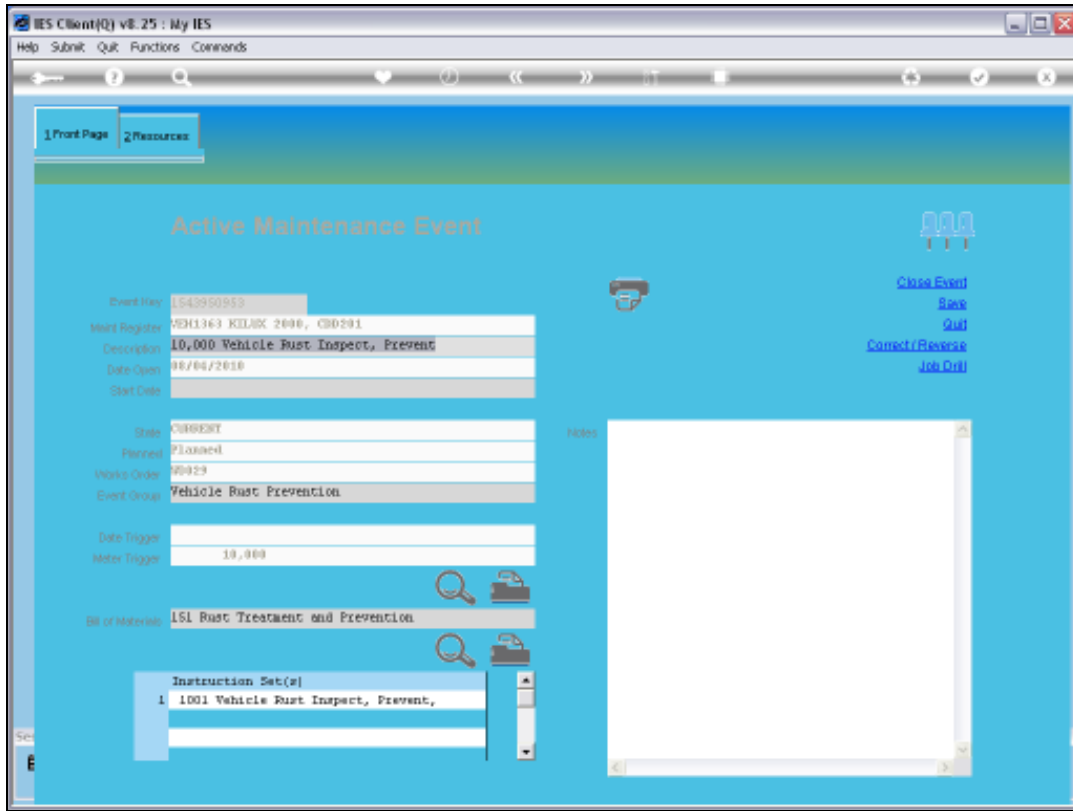 IES Client(Q) v8.25 : My IES
Help Submit Quit Functions Commands
1 Front Page 2 Resources
Active Maintenance Event
Close Event
Save
Quit
Correct / Reverse
Job Drill
Event Key 1543950953
Maint Register VEH1363 HILUX 2000, CBD201
Description 10,000 Vehicle Rust Inspect, Prevent
Date Open 08/04/2010
Start Date
State CURRENT
Planned Planned
Works Order WO029
Event Group Vehicle Rust Prevention
Notes
Date Trigger
Meter Trigger 10,000
Bill of Materials 151 Rust Treatment and Prevention
Instruction Set(s)
1 1001 Vehicle Rust Inspect, Prevent,